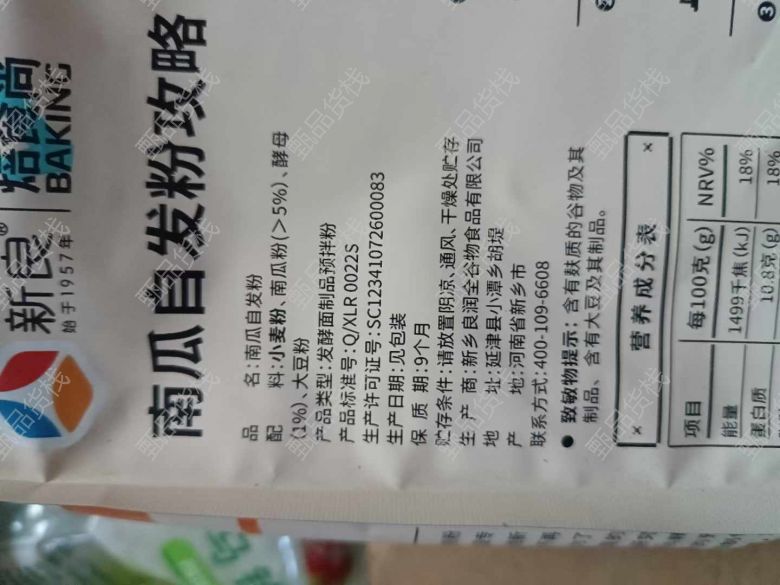 新良®
始于1957年
焙尚
BAKING
南瓜自发粉攻略
品 名:南瓜自发粉
配 料:小麦粉、南瓜粉(>5%)、酵母
(1%)、大豆粉
产品类型:发酵面制品预拌粉
产品标准号:Q/XLR 0022S
生产许可证号:SC12341072600083
生产日期:见包装
保 质 期:9个月
贮存条件:请放置阴凉、通风、干燥处贮存
生 产 商:新乡良润全谷物食品有限公司
地 址:延津县小潭乡胡堤
产 地:河南省新乡市
联系方式:400-109-6608
● 致敏物提示:含有麸质的谷物及其
制品、含有大豆及其制品。
× 营养成分表 ×
项目 每100克(g) NRV%
能量 1499千焦(kJ) 18%
蛋白质 10.8克(g) 18%
甄品货栈